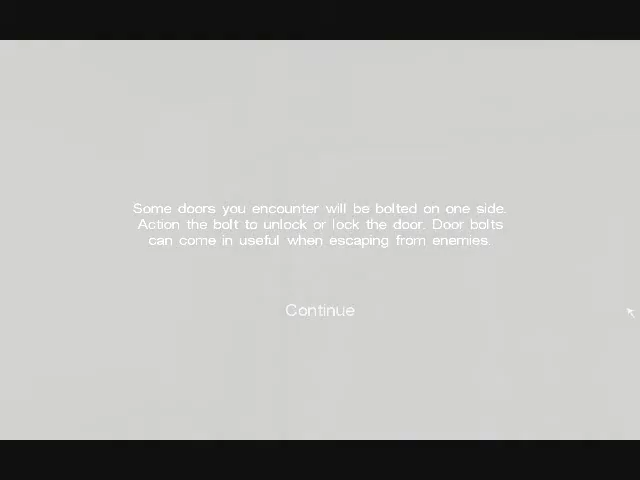 Some doors you encounter will be bolted on one side.
Action the bolt to unlock or lock the door. Door bolts
can come in useful when escaping from enemies.
Continue